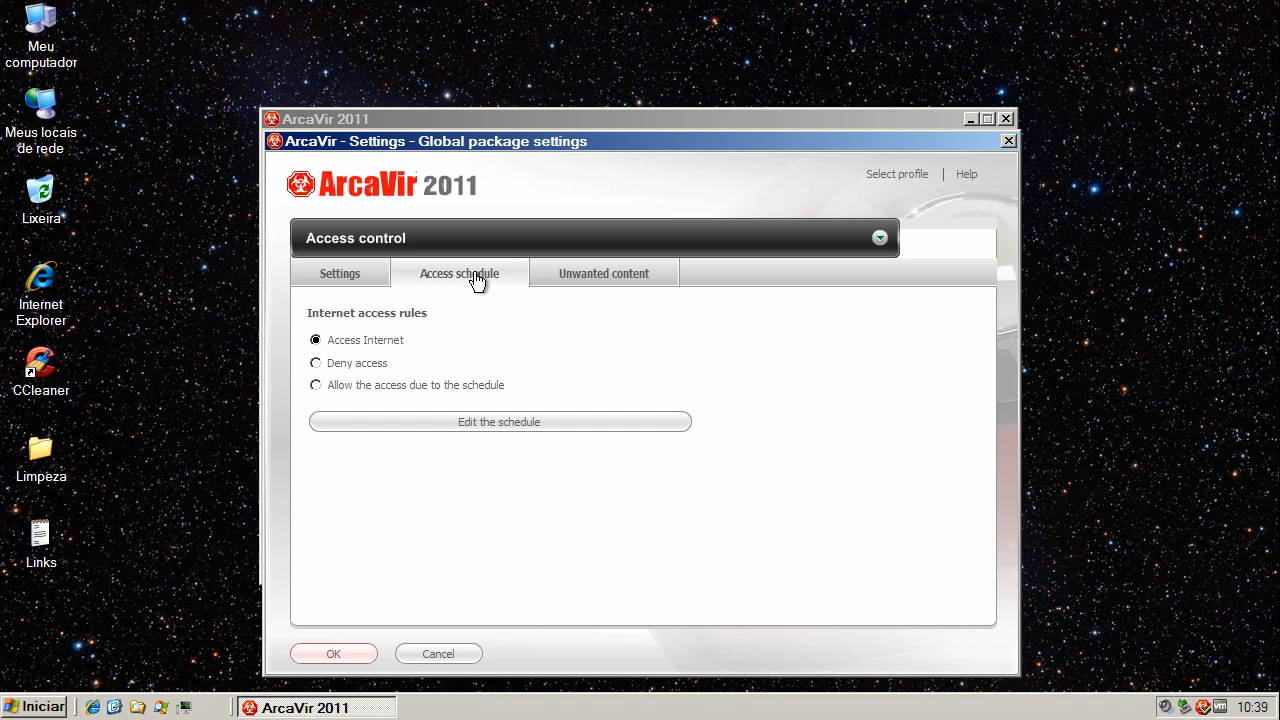 Meu
computador
Meus locais
de rede
Lixeira
Internet
Explorer
CCleaner
Limpeza
Links
ArcaVir 2011
ArcaVir - Settings - Global package settings
ArcaVir 2011
Select profile | Help
Access control
Settings
Access schedule
Unwanted content
Internet access rules
Access Internet
Deny access
Allow the access due to the schedule
Edit the schedule
OK
Cancel
Iniciar
ArcaVir 2011
vm
10:39